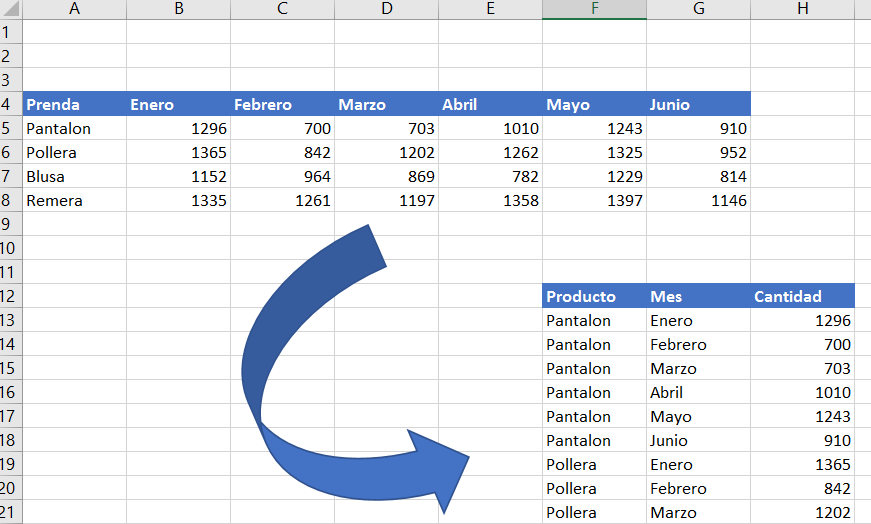 A B C D E F G H
1
2
3
4 Prenda Enero Febrero Marzo Abril Mayo Junio
5 Pantalon 1296 700 703 1010 1243 910
6 Pollera 1365 842 1202 1262 1325 952
7 Blusa 1152 964 869 782 1229 814
8 Remera 1335 1261 1197 1358 1397 1146
9
10
11
12 Producto Mes Cantidad
13 Pantalon Enero 1296
14 Pantalon Febrero 700
15 Pantalon Marzo 703
16 Pantalon Abril 1010
17 Pantalon Mayo 1243
18 Pantalon Junio 910
19 Pollera Enero 1365
20 Pollera Febrero 842
21 Pollera Marzo 1202